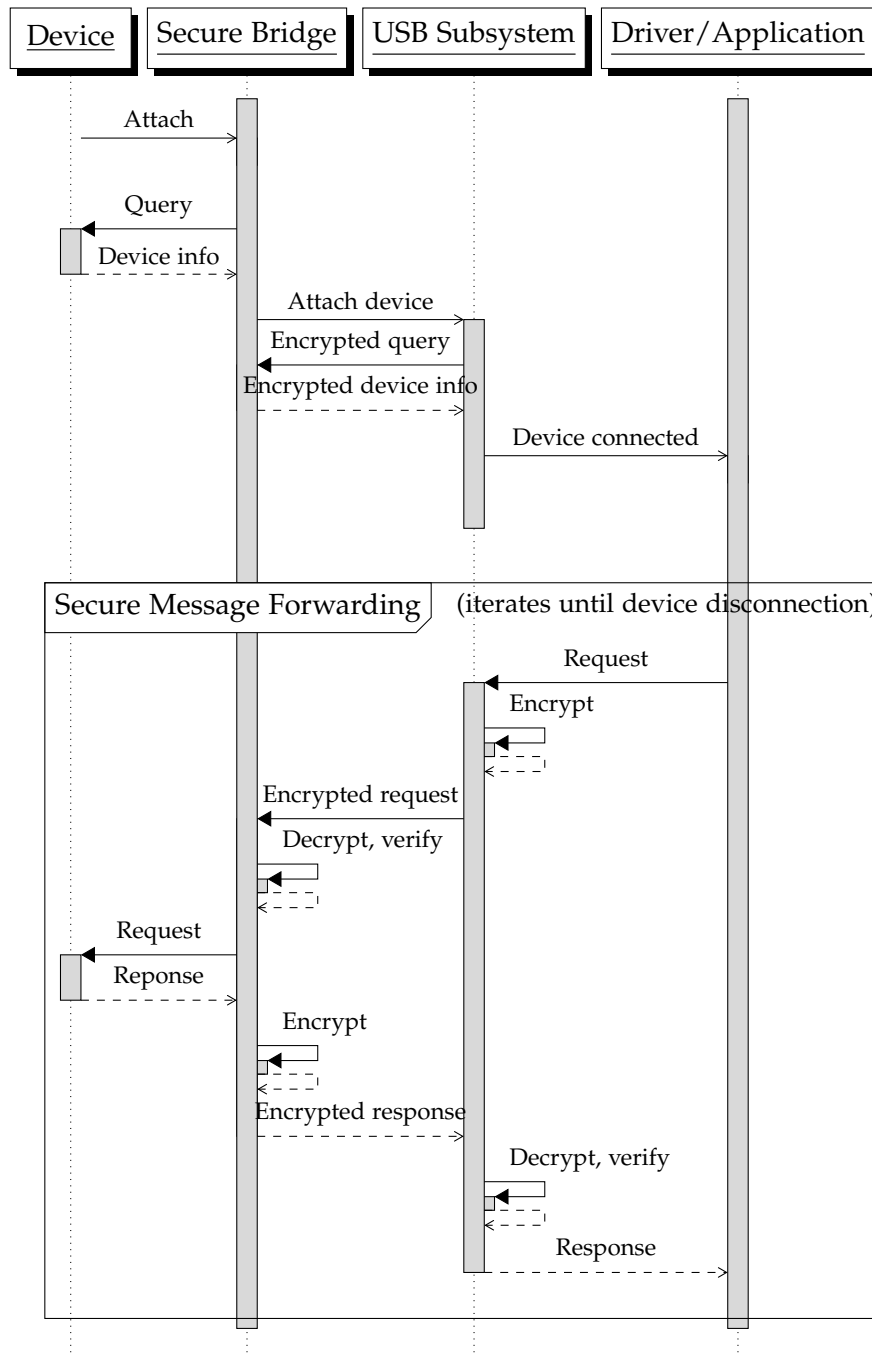 Device
Secure Bridge
USB Subsystem
Driver/Application
Attach
Query
Device info
Attach device
Encrypted query
Encrypted device info
Device connected
Secure Message Forwarding
(iterates until device disconnection)
Request
Encrypt
Encrypted request
Decrypt, verify
Request
Reponse
Encrypt
Encrypted response
Decrypt, verify
Response